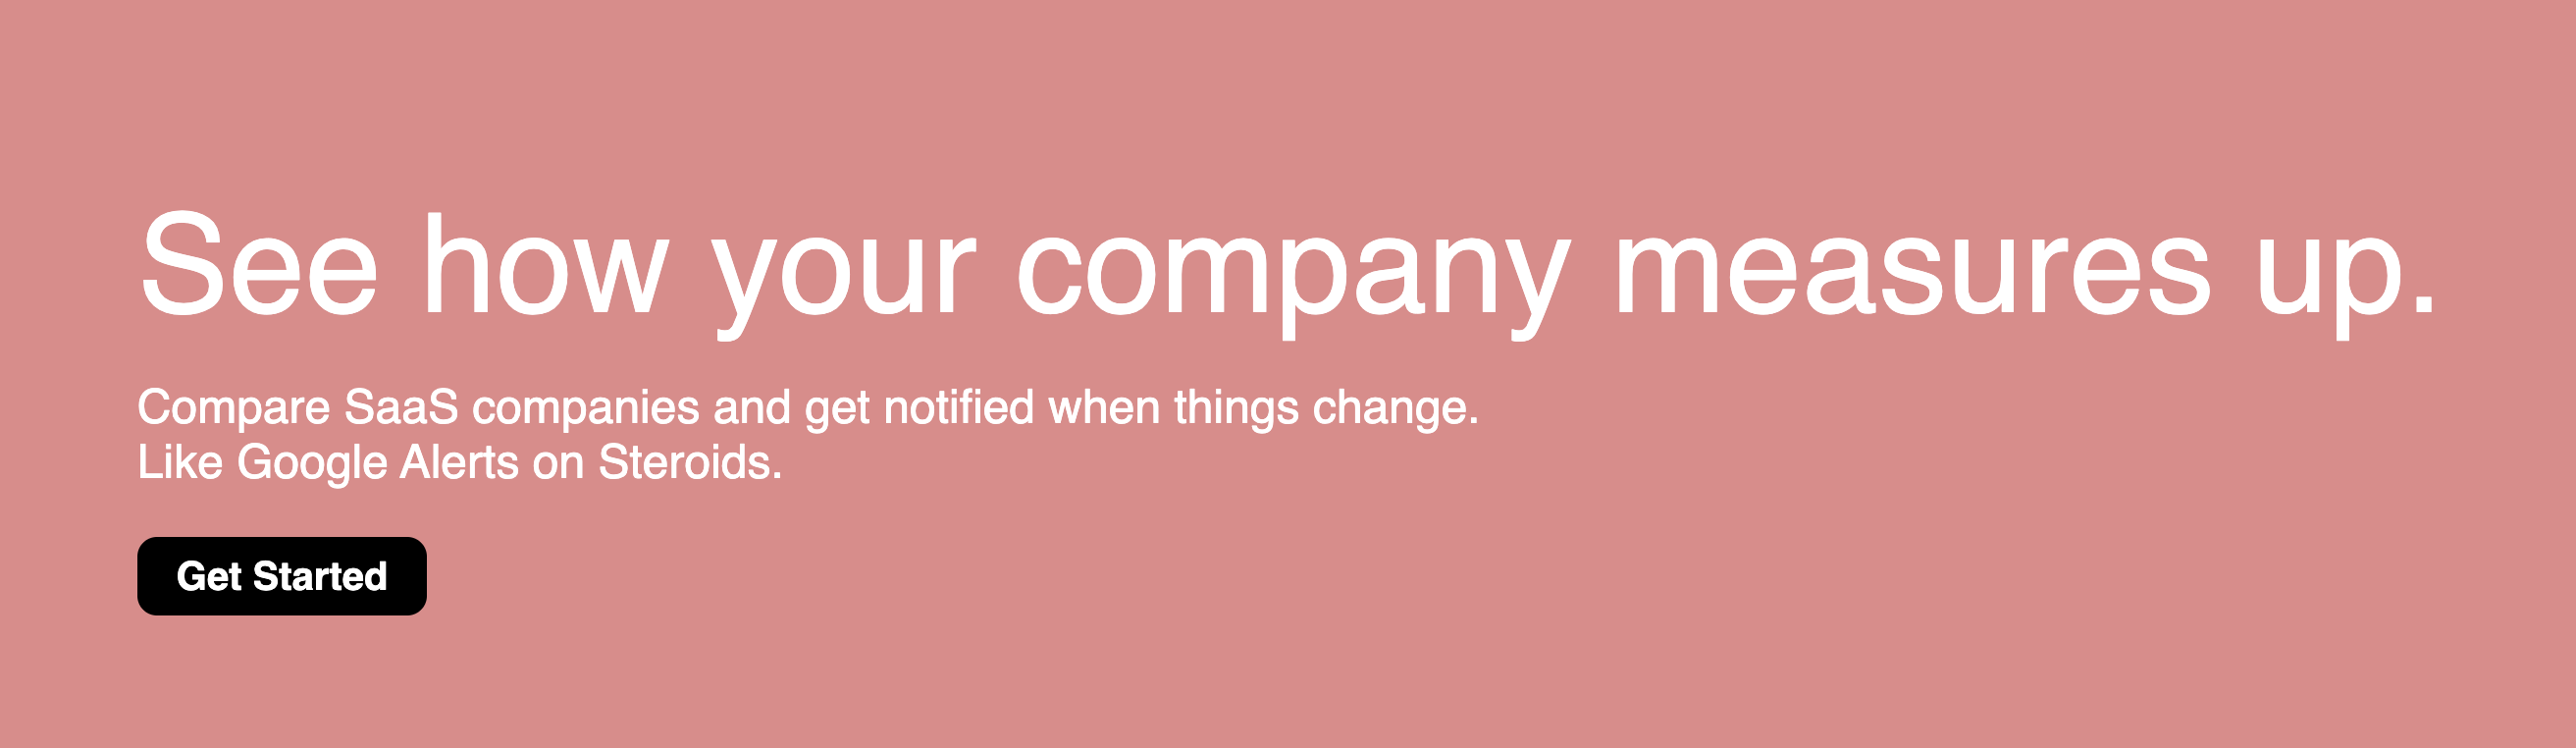 See how your company measures up.
Compare SaaS companies and get notified when things change.
Like Google Alerts on Steroids.
Get Started